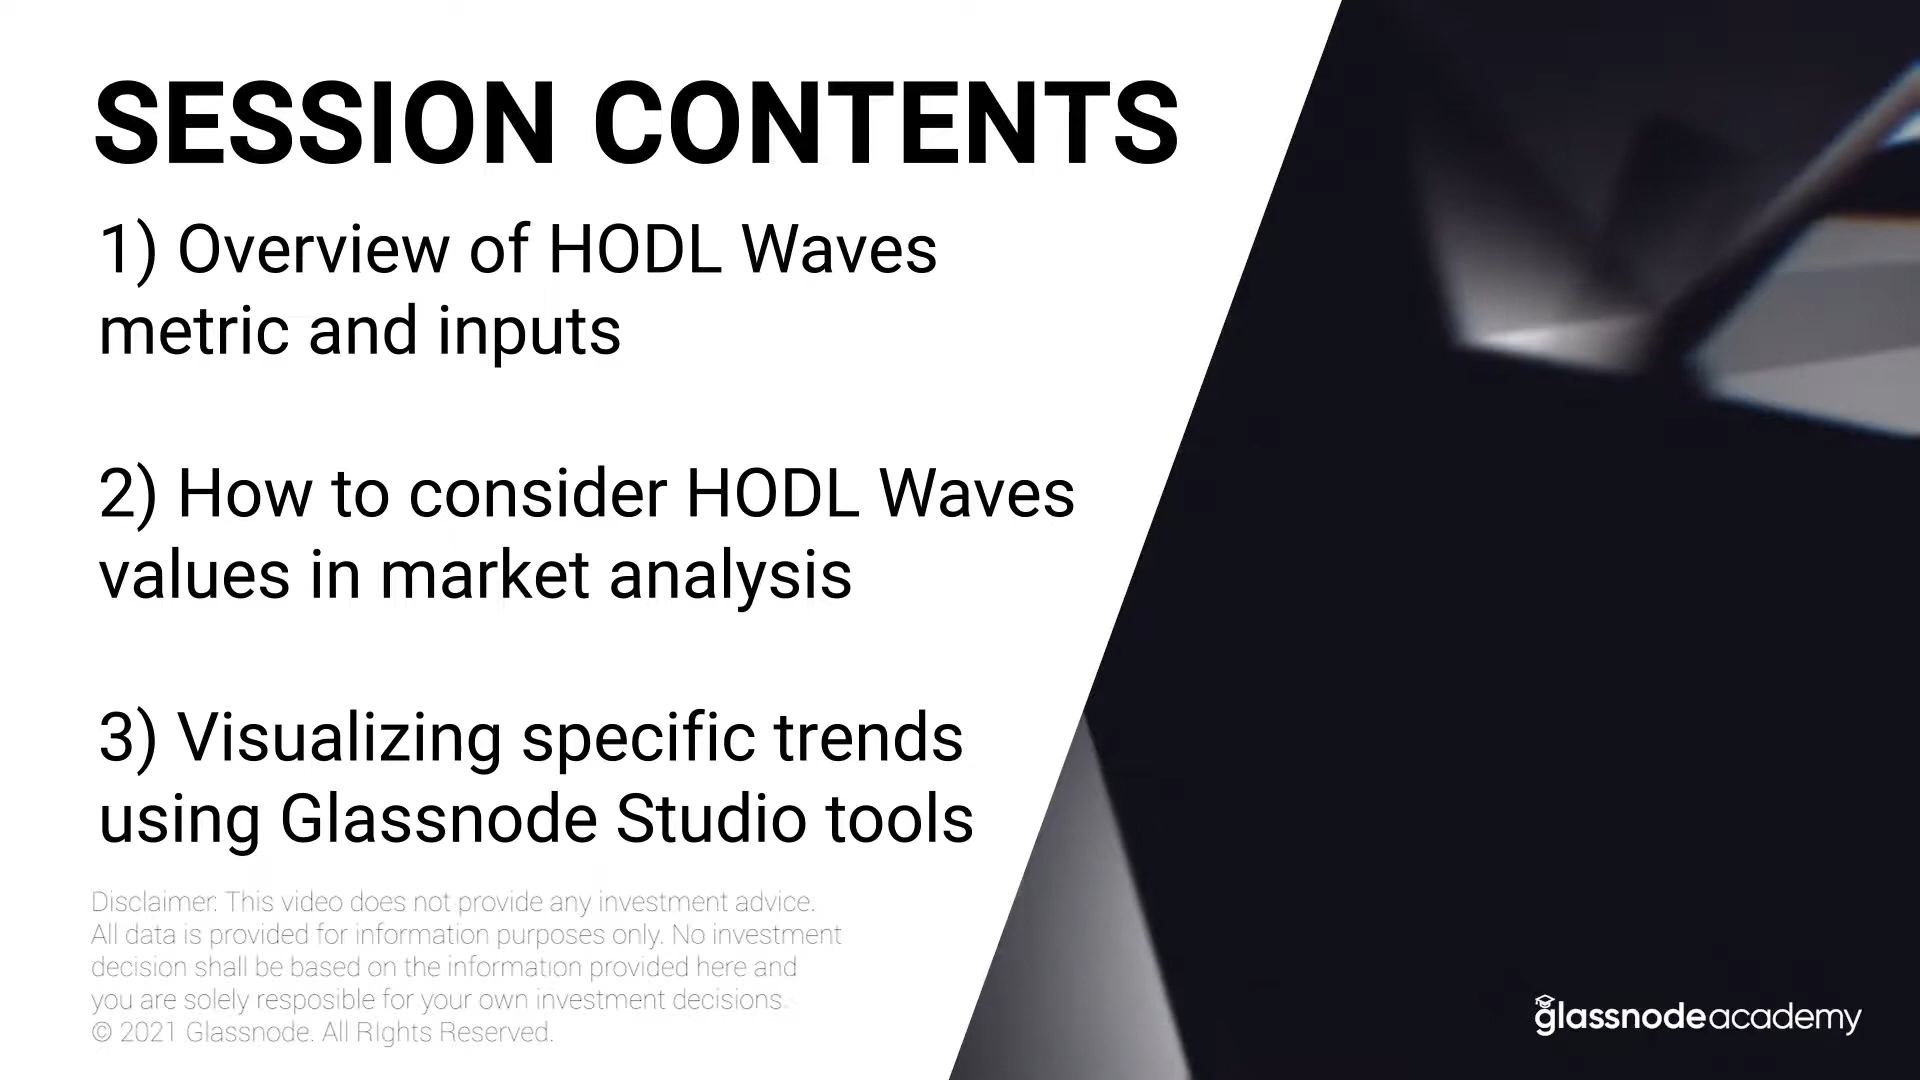 SESSION CONTENTS
1) Overview of HODL Waves
metric and inputs
2) How to consider HODL Waves
values in market analysis
3) Visualizing specific trends
using Glassnode Studio tools
Disclaimer: This video does not provide any investment advice.
All data is provided for information purposes only. No investment
decision shall be based on the information provided here and
you are solely resposible for your own investment decisions.
© 2021 Glassnode. All RIghts Reserved.
glassnodeacademy